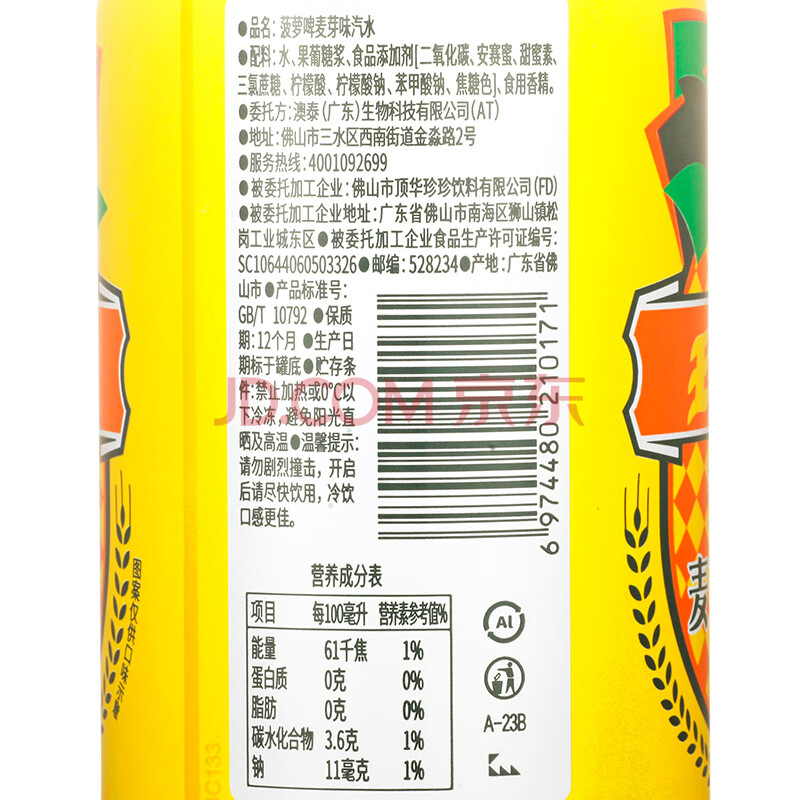 ●品名：菠萝啤麦芽味汽水
●配料：水、果葡糖浆、食品添加剂[二氧化碳、安赛蜜、甜蜜素、
三氯蔗糖、柠檬酸、柠檬酸钠、苯甲酸钠、焦糖色]、食用香精。
●委托方：澳泰（广东）生物科技有限公司（AT）
●地址：佛山市三水区西南街道金淼路2号
●服务热线：4001092699
●被委托加工企业：佛山市顶华珍珍饮料有限公司（FD）
●被委托加工企业地址：广东省佛山市南海区狮山镇松
岗工业城东区●被委托加工企业食品生产许可证编号：
SC10644060503326●邮编：528234●产地：广东省佛
山市●产品标准号：
GB/T 10792 ●保质
期：12个月 ●生产日
期标于罐底●贮存条
件：禁止加热或0°C以
下冷冻，避免阳光直
晒及高温●温馨提示：
请勿剧烈撞击，开启
后请尽快饮用，冷饮
口感更佳。
6 974480 210171
JD.COM 京东
营养成分表
项目 每100毫升 营养素参考值%
能量 61千焦 1%
蛋白质 0克 0%
脂肪 0克 0%
碳水化合物 3.6克 1%
钠 11毫克 1%
Al
A-23B
图案仅供口味示意
C133
麦